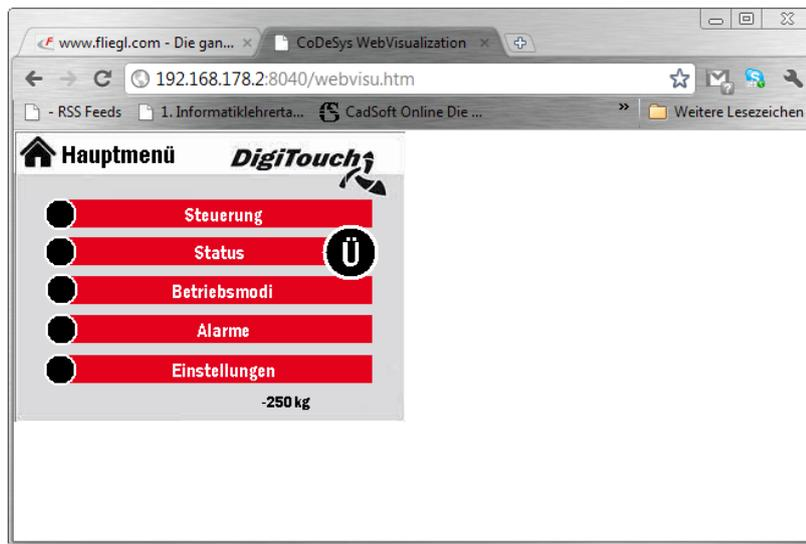 www.fliegl.com - Die gan... CoDeSys WebVisualization
192.168.178.2:8040/webvisu.htm
- RSS Feeds 1. Informatiklehrerta... CadSoft Online Die ... » Weitere Lesezeichen
Hauptmenü DigiTouch
Steuerung
Status Ü
Betriebsmodi
Alarme
Einstellungen
-250 kg